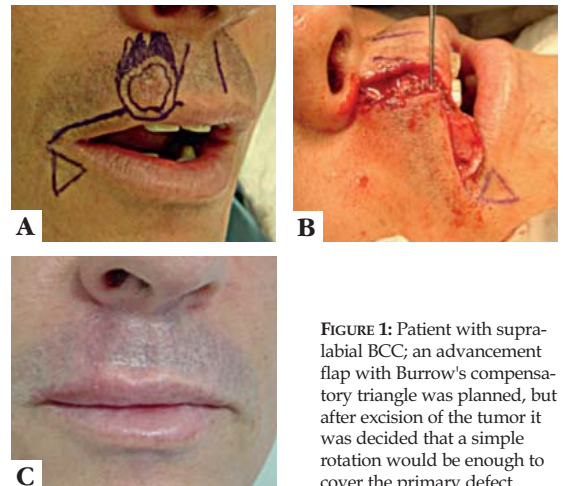 A
B
C
FIGURE 1: Patient with supra-
labial BCC; an advancement
flap with Burrow's compensa-
tory triangle was planned, but
after excision of the tumor it
was decided that a simple
rotation would be enough to
cover the primary defect